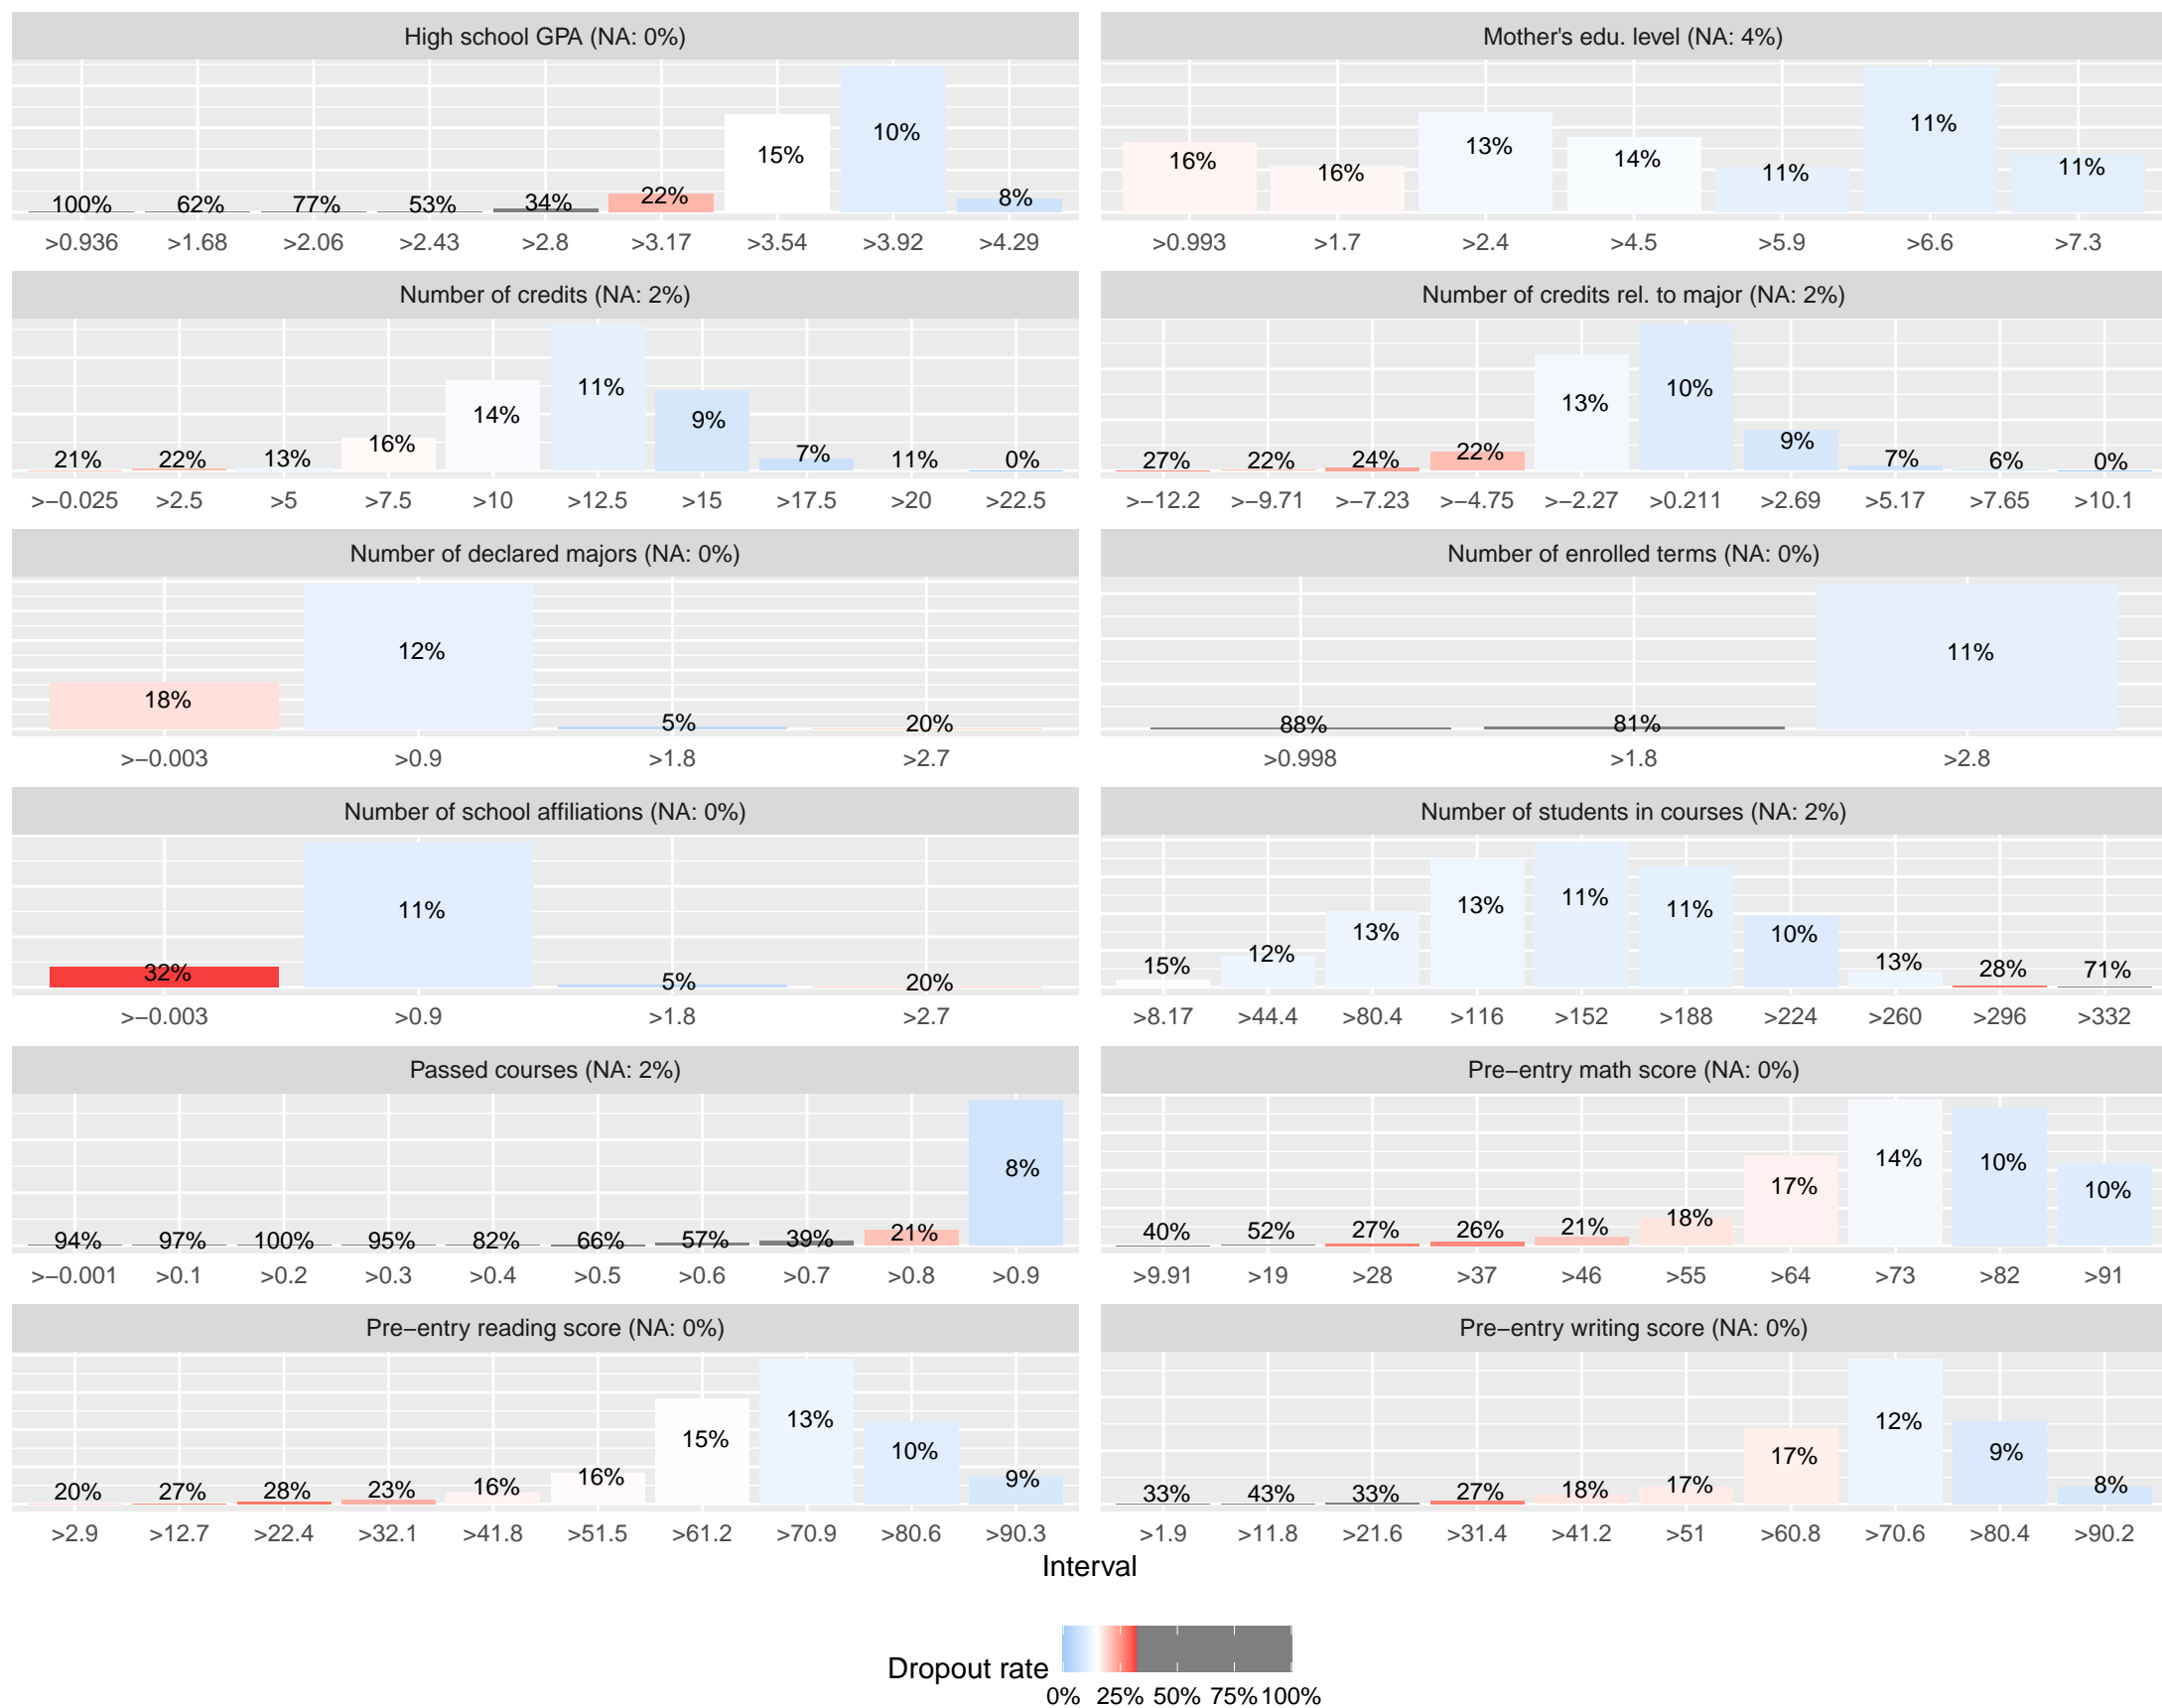 High school GPA (NA: 0%)
100% 62% 77% 53% 34% 22% 15% 10% 8%
>0.936 >1.68 >2.06 >2.43 >2.8 >3.17 >3.54 >3.92 >4.29
Mother's edu. level (NA: 4%)
16% 16% 13% 14% 11% 11% 11%
>0.993 >1.7 >2.4 >4.5 >5.9 >6.6 >7.3
Number of credits (NA: 2%)
21% 22% 13% 16% 14% 11% 9% 7% 11% 0%
>−0.025 >2.5 >5 >7.5 >10 >12.5 >15 >17.5 >20 >22.5
Number of credits rel. to major (NA: 2%)
27% 22% 24% 22% 13% 10% 9% 7% 6% 0%
>−12.2 >−9.71 >−7.23 >−4.75 >−2.27 >0.211 >2.69 >5.17 >7.65 >10.1
Number of declared majors (NA: 0%)
18% 12% 5% 20%
>−0.003 >0.9 >1.8 >2.7
Number of enrolled terms (NA: 0%)
88% 81% 11%
>0.998 >1.8 >2.8
Number of school affiliations (NA: 0%)
32% 11% 5% 20%
>−0.003 >0.9 >1.8 >2.7
Number of students in courses (NA: 2%)
15% 12% 13% 13% 11% 11% 10% 13% 28% 71%
>8.17 >44.4 >80.4 >116 >152 >188 >224 >260 >296 >332
Passed courses (NA: 2%)
94% 97% 100% 95% 82% 66% 57% 39% 21% 8%
>−0.001 >0.1 >0.2 >0.3 >0.4 >0.5 >0.6 >0.7 >0.8 >0.9
Pre−entry math score (NA: 0%)
40% 52% 27% 26% 21% 18% 17% 14% 10% 10%
>9.91 >19 >28 >37 >46 >55 >64 >73 >82 >91
Pre−entry reading score (NA: 0%)
20% 27% 28% 23% 16% 16% 15% 13% 10% 9%
>2.9 >12.7 >22.4 >32.1 >41.8 >51.5 >61.2 >70.9 >80.6 >90.3
Pre−entry writing score (NA: 0%)
33% 43% 33% 27% 18% 17% 17% 12% 9% 8%
>1.9 >11.8 >21.6 >31.4 >41.2 >51 >60.8 >70.6 >80.4 >90.2
Interval
Dropout rate
0% 25% 50% 75% 100%